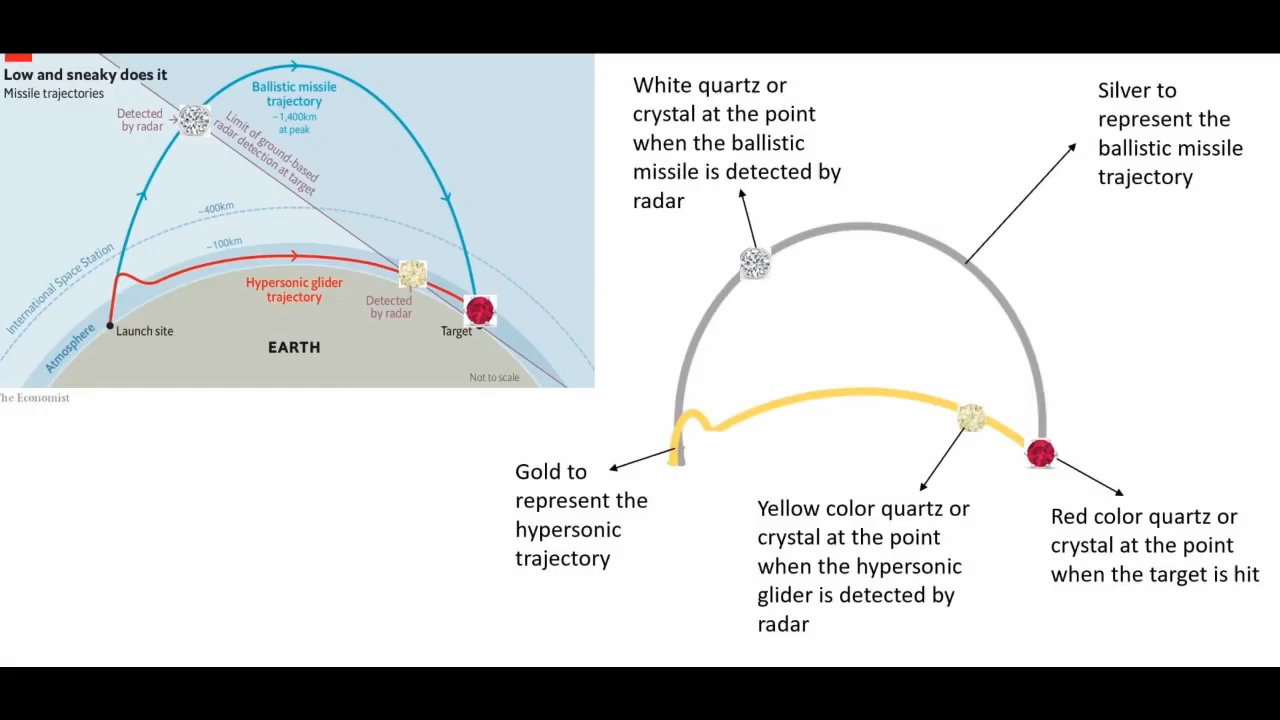 Low and sneaky does it
Missile trajectories
Detected
by radar
Ballistic missile
trajectory
~1,400km
at peak
Limit of ground-based
radar detection at target
~400km
~100km
International Space Station
Atmosphere
Hypersonic glider
trajectory
Detected
by radar
Launch site
Target
EARTH
Not to scale
The Economist
White quartz or
crystal at the point
when the ballistic
missile is detected by
radar
Silver to
represent the
ballistic missile
trajectory
Gold to
represent the
hypersonic
trajectory
Yellow color quartz or
crystal at the point
when the hypersonic
glider is detected by
radar
Red color quartz or
crystal at the point
when the target is hit